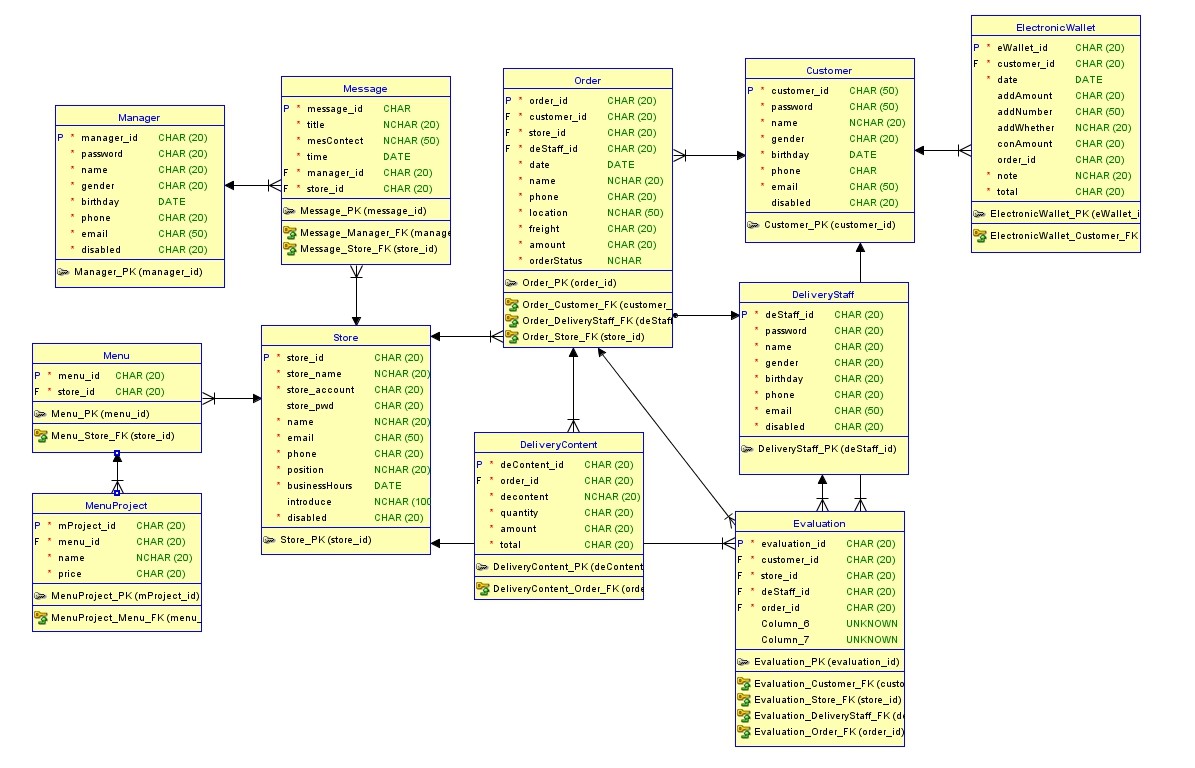 Manager
P * manager_id CHAR (20)
* password CHAR (20)
* name CHAR (20)
* gender CHAR (20)
* birthday DATE
* phone CHAR (20)
* email CHAR (50)
* disabled CHAR (20)
Manager_PK (manager_id)
Message
P * message_id CHAR
* title NCHAR (20)
* mesContect NCHAR (50)
* time DATE
F * manager_id CHAR (20)
F * store_id CHAR (20)
Message_PK (message_id)
Message_Manager_FK (manage
Message_Store_FK (store_id)
Order
P * order_id CHAR (20)
F * customer_id CHAR (20)
F * store_id CHAR (20)
F * deStaff_id CHAR (20)
* date DATE
* name NCHAR (20)
* phone CHAR (20)
* location NCHAR (50)
* freight CHAR (20)
* amount CHAR (20)
* orderStatus NCHAR
Order_PK (order_id)
Order_Customer_FK (customer_
Order_DeliveryStaff_FK (deStaff
Order_Store_FK (store_id)
Customer
P * customer_id CHAR (50)
* password CHAR (50)
* name NCHAR (20)
* gender CHAR (20)
* birthday DATE
* phone CHAR
* email CHAR (50)
disabled CHAR (20)
Customer_PK (customer_id)
ElectronicWallet
P * eWallet_id CHAR (20)
F * customer_id CHAR (20)
* date DATE
addAmount CHAR (20)
addNumber CHAR (50)
addWhether NCHAR (20)
conAmount CHAR (20)
order_id CHAR (20)
* note NCHAR (20)
* total CHAR (20)
ElectronicWallet_PK (eWallet_i
ElectronicWallet_Customer_FK
Menu
P * menu_id CHAR (20)
F * store_id CHAR (20)
Menu_PK (menu_id)
Menu_Store_FK (store_id)
MenuProject
P * mProject_id CHAR (20)
F * menu_id CHAR (20)
* name NCHAR (20)
* price CHAR (20)
MenuProject_PK (mProject_id)
MenuProject_Menu_FK (menu_
Store
P * store_id CHAR (20)
* store_name NCHAR (20)
* store_account CHAR (20)
store_pwd CHAR (20)
* name NCHAR (20)
* email CHAR (50)
* phone CHAR (20)
* position NCHAR (20)
* businessHours DATE
introduce NCHAR (100
* disabled CHAR (20)
Store_PK (store_id)
DeliveryContent
P * deContent_id CHAR (20)
F * order_id CHAR (20)
* decontent NCHAR (20)
* quantity CHAR (20)
* amount CHAR (20)
* total CHAR (20)
DeliveryContent_PK (deContent
DeliveryContent_Order_FK (orde
DeliveryStaff
P * deStaff_id CHAR (20)
* password CHAR (20)
* name CHAR (20)
* gender CHAR (20)
* birthday CHAR (20)
* phone CHAR (20)
* email CHAR (50)
* disabled CHAR (20)
DeliveryStaff_PK (deStaff_id)
Evaluation
P * evaluation_id CHAR (20)
F * customer_id CHAR (20)
F * store_id CHAR (20)
F * deStaff_id CHAR (20)
F * order_id CHAR (20)
Column_6 UNKNOWN
Column_7 UNKNOWN
Evaluation_PK (evaluation_id)
Evaluation_Customer_FK (custo
Evaluation_Store_FK (store_id)
Evaluation_DeliveryStaff_FK (de
Evaluation_Order_FK (order_id)